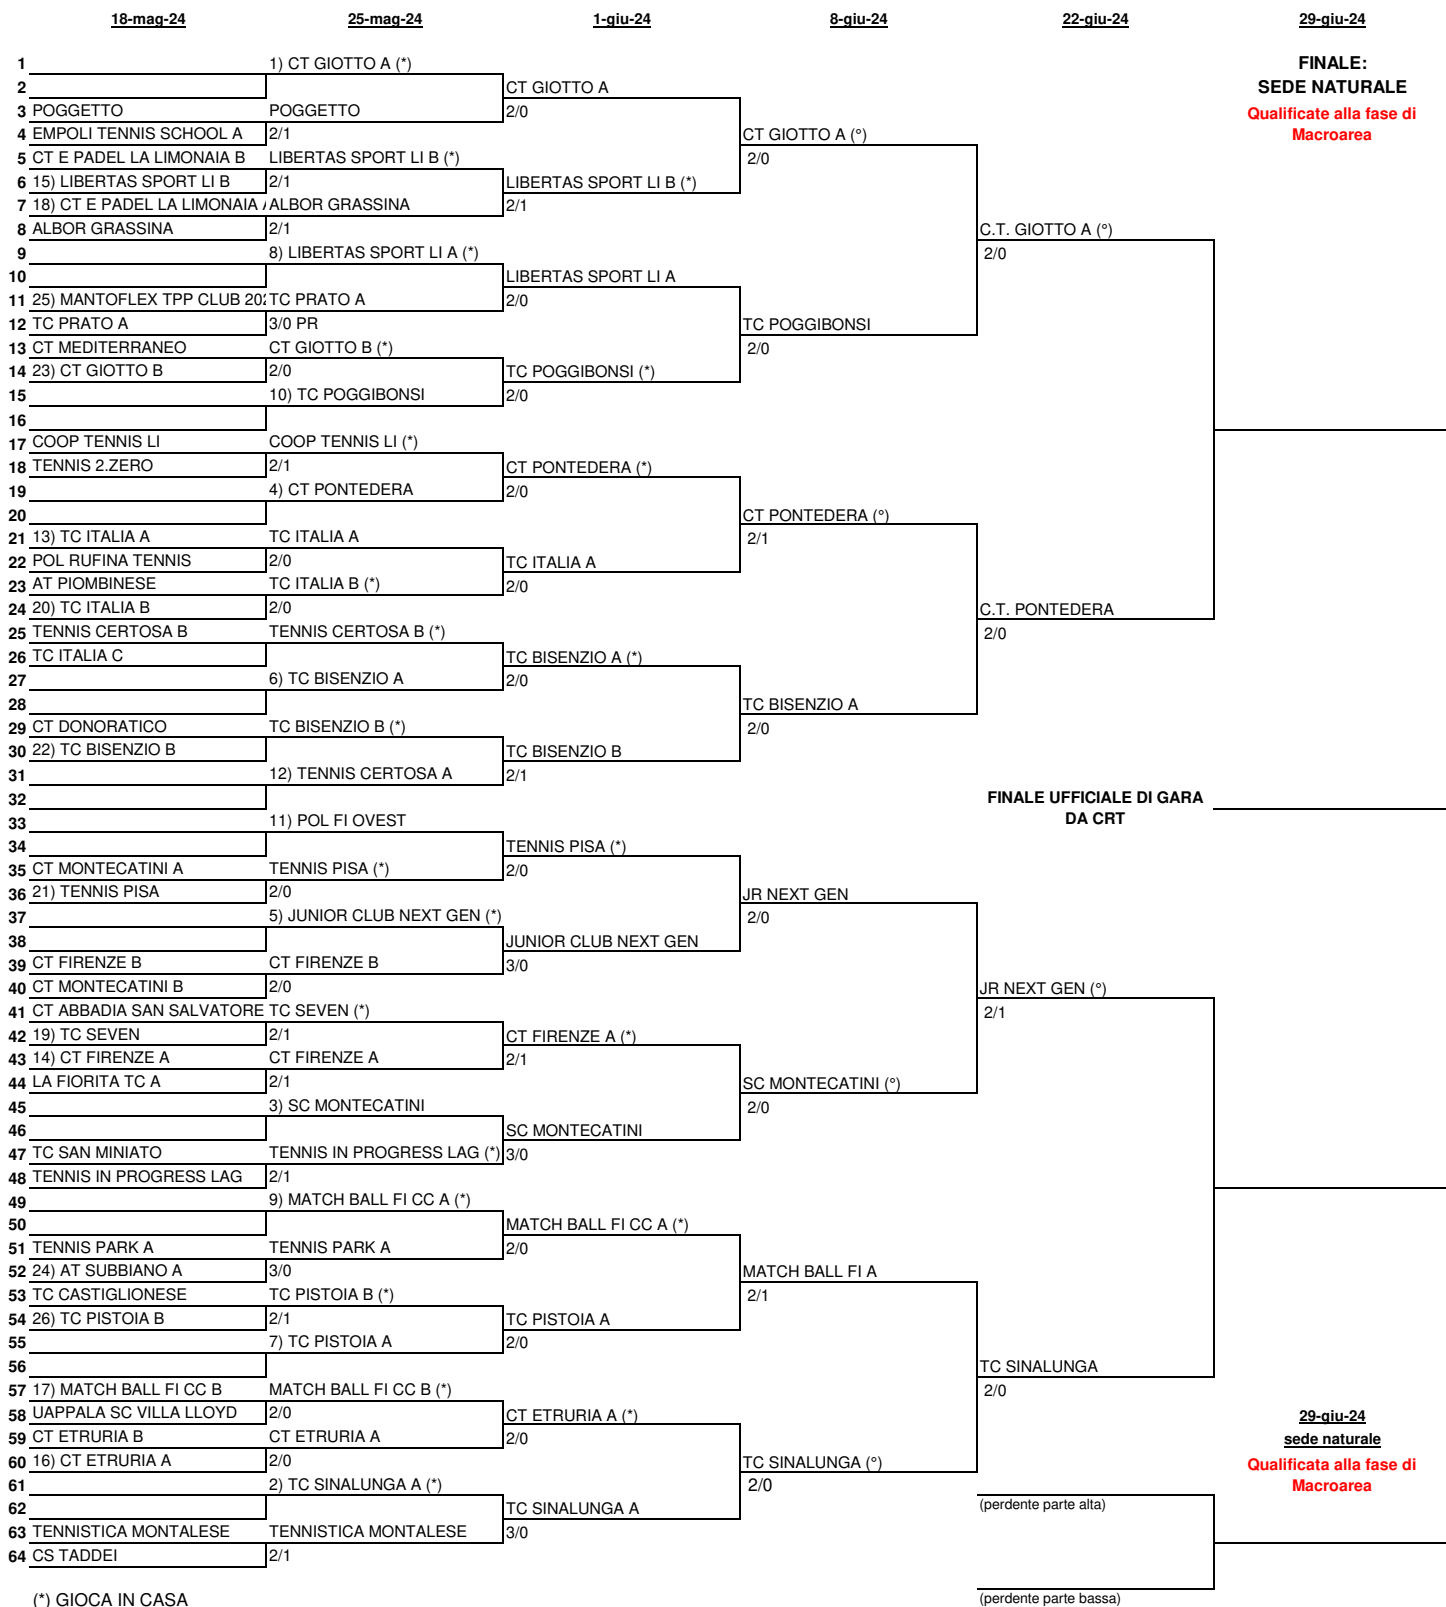 18-mag-24 25-mag-24 1-giu-24 8-giu-24 22-giu-24 29-giu-24
1 1) CT GIOTTO A (*) FINALE:
2 CT GIOTTO A SEDE NATURALE
3 POGGETTO POGGETTO 2/0 Qualificate alla fase di
4 EMPOLI TENNIS SCHOOL A 2/1 CT GIOTTO A (°) Macroarea
5 CT E PADEL LA LIMONAIA B LIBERTAS SPORT LI B (*) 2/0
6 15) LIBERTAS SPORT LI B 2/1 LIBERTAS SPORT LI B (*)
7 18) CT E PADEL LA LIMONAIA ALBOR GRASSINA 2/1
8 ALBOR GRASSINA 2/1 C.T. GIOTTO A (°)
9 8) LIBERTAS SPORT LI A (*) 2/0
10 LIBERTAS SPORT LI A
11 25) MANTOFLEX TPP CLUB 202 TC PRATO A 2/0
12 TC PRATO A 3/0 PR TC POGGIBONSI
13 CT MEDITERRANEO CT GIOTTO B (*) 2/0
14 23) CT GIOTTO B 2/0 TC POGGIBONSI (*)
15 10) TC POGGIBONSI 2/0
16
17 COOP TENNIS LI COOP TENNIS LI (*)
18 TENNIS 2.ZERO 2/1 CT PONTEDERA (*)
19 4) CT PONTEDERA 2/0
20 CT PONTEDERA (°)
21 13) TC ITALIA A TC ITALIA A 2/1
22 POL RUFINA TENNIS 2/0 TC ITALIA A
23 AT PIOMBINESE TC ITALIA B (*) 2/0
24 20) TC ITALIA B 2/0 C.T. PONTEDERA
25 TENNIS CERTOSA B TENNIS CERTOSA B (*) 2/0
26 TC ITALIA C TC BISENZIO A (*)
27 6) TC BISENZIO A 2/0
28 TC BISENZIO A
29 CT DONORATICO TC BISENZIO B (*) 2/0
30 22) TC BISENZIO B TC BISENZIO B
31 12) TENNIS CERTOSA A 2/1
32 FINALE UFFICIALE DI GARA
33 11) POL FI OVEST DA CRT
34 TENNIS PISA (*)
35 CT MONTECATINI A TENNIS PISA (*) 2/0
36 21) TENNIS PISA 2/0 JR NEXT GEN
37 5) JUNIOR CLUB NEXT GEN (*) 2/0
38 JUNIOR CLUB NEXT GEN
39 CT FIRENZE B CT FIRENZE B 3/0
40 CT MONTECATINI B 2/0 JR NEXT GEN (°)
41 CT ABBADIA SAN SALVATORE TC SEVEN (*) 2/1
42 19) TC SEVEN 2/1 CT FIRENZE A (*)
43 14) CT FIRENZE A CT FIRENZE A 2/1
44 LA FIORITA TC A 2/1 SC MONTECATINI (°)
45 3) SC MONTECATINI 2/0
46 SC MONTECATINI
47 TC SAN MINIATO TENNIS IN PROGRESS LAG (*) 3/0
48 TENNIS IN PROGRESS LAG 2/1
49 9) MATCH BALL FI CC A (*)
50 MATCH BALL FI CC A (*)
51 TENNIS PARK A TENNIS PARK A 2/0
52 24) AT SUBBIANO A 3/0 MATCH BALL FI A
53 TC CASTIGLIONESE TC PISTOIA B (*) 2/1
54 26) TC PISTOIA B 2/1 TC PISTOIA A
55 7) TC PISTOIA A 2/0
56 TC SINALUNGA
57 17) MATCH BALL FI CC B MATCH BALL FI CC B (*) 2/0
58 UAPPALA SC VILLA LLOYD 2/0 CT ETRURIA A (*) 29-giu-24
59 CT ETRURIA B CT ETRURIA A 2/0 sede naturale
60 16) CT ETRURIA A 2/0 TC SINALUNGA (°) Qualificata alla fase di
61 2) TC SINALUNGA A (*) 2/0 Macroarea
62 TC SINALUNGA A (perdente parte alta)
63 TENNISTICA MONTALESE TENNISTICA MONTALESE 3/0
64 CS TADDEI 2/1
(*) GIOCA IN CASA (perdente parte bassa)